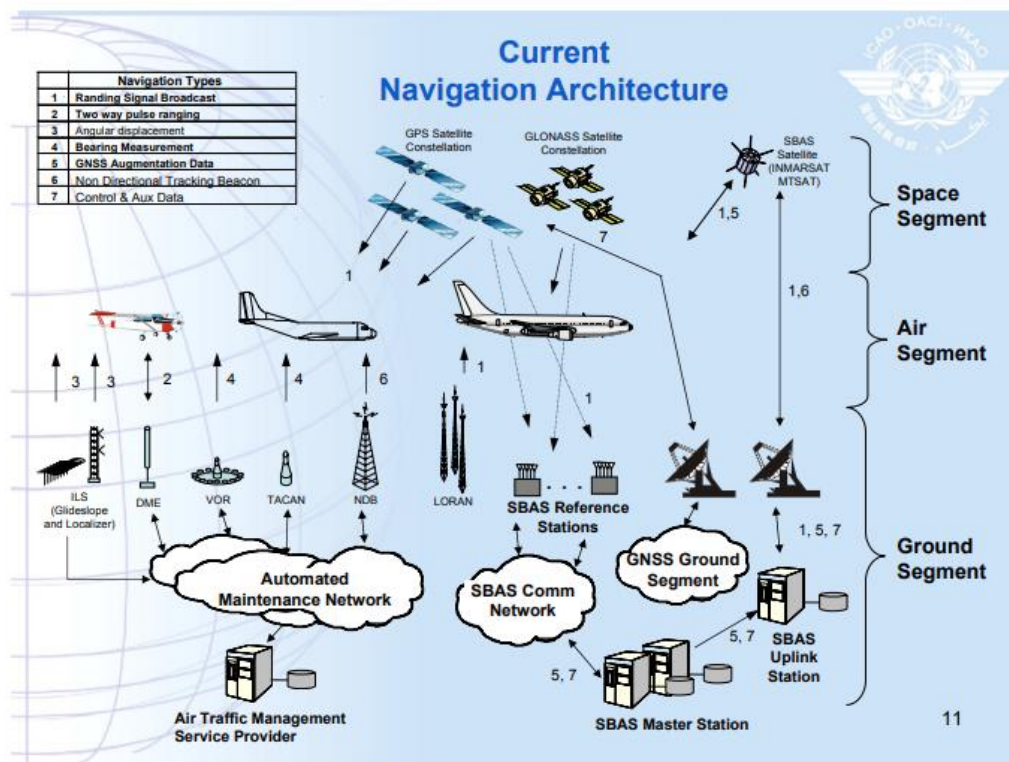 Current
Navigation Architecture
Navigation Types
1 Randing Signal Broadcast
2 Two way pulse ranging
3 Angular displacement
4 Bearing Measurement
5 GNSS Augmentation Data
6 Non Directional Tracking Beacon
7 Control & Aux Data
ICAO · OACI · ИКАО
GPS Satellite
Constellation
GLONASS Satellite
Constellation
SBAS
Satellite
(INMARSAT
MTSAT)
Space
Segment
7
1,5
1
1,6
Air
Segment
3
3
2
4
4
6
1
1
ILS
(Glideslope
and Localizer)
DME
VOR
TACAN
NDB
LORAN
SBAS Reference
Stations
1, 5, 7
Ground
Segment
Automated
Maintenance Network
SBAS Comm
Network
GNSS Ground
Segment
5, 7
5, 7
SBAS
Uplink
Station
Air Traffic Management
Service Provider
SBAS Master Station
11